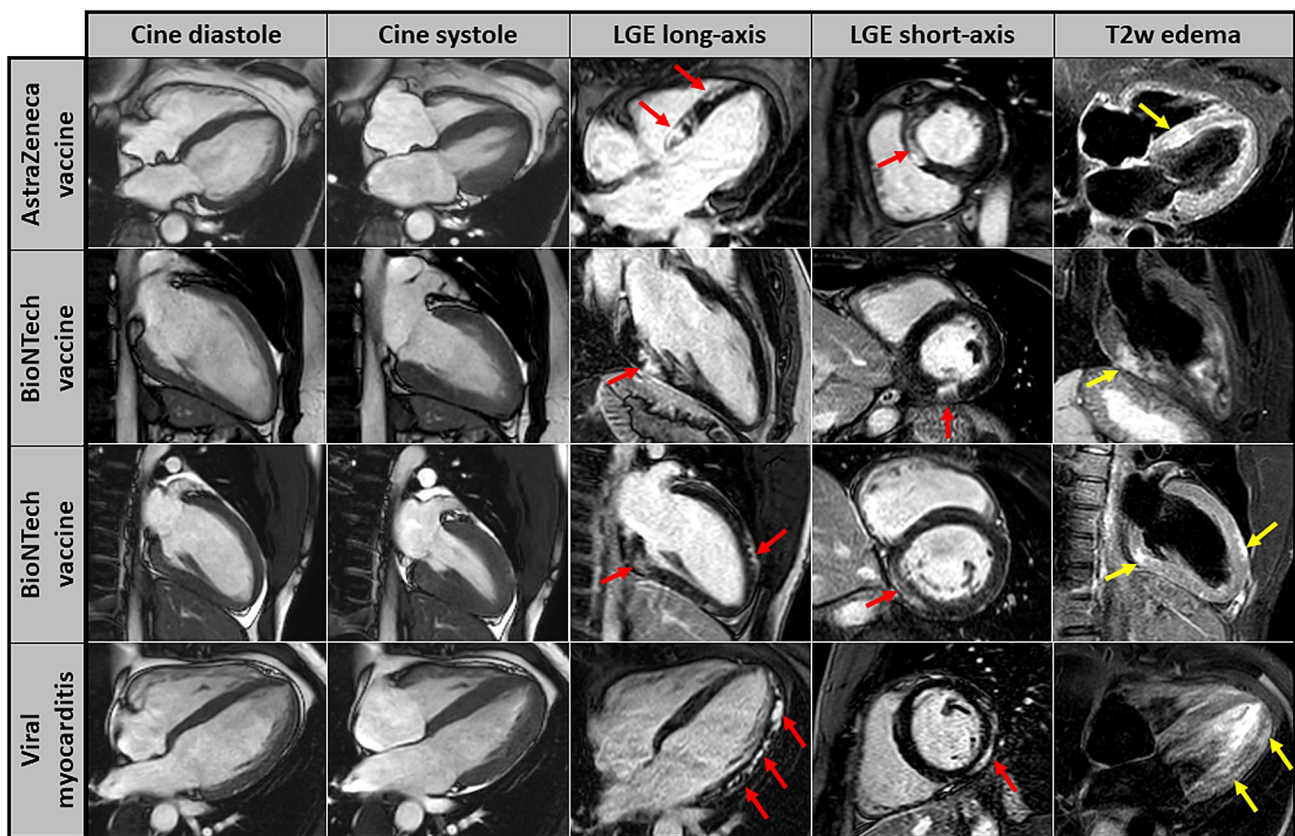 Cine diastole
Cine systole
LGE long-axis
LGE short-axis
T2w edema
AstraZeneca
vaccine
BioNTech
vaccine
BioNTech
vaccine
Viral
myocarditis